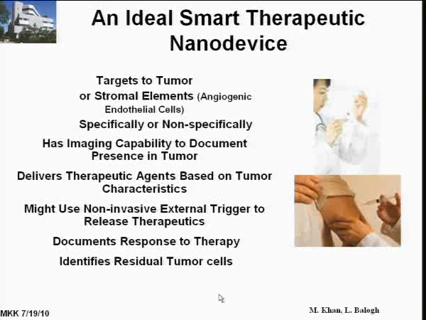 An Ideal Smart Therapeutic
Nanodevice
Targets to Tumor
or Stromal Elements (Angiogenic
Endothelial Cells)
Specifically or Non-specifically
Has Imaging Capability to Document
Presence in Tumor
Delivers Therapeutic Agents Based on Tumor
Characteristics
Might Use Non-invasive External Trigger to
Release Therapeutics
Documents Response to Therapy
Identifies Residual Tumor cells
MKK 7/19/10
M. Khan, L. Balogh